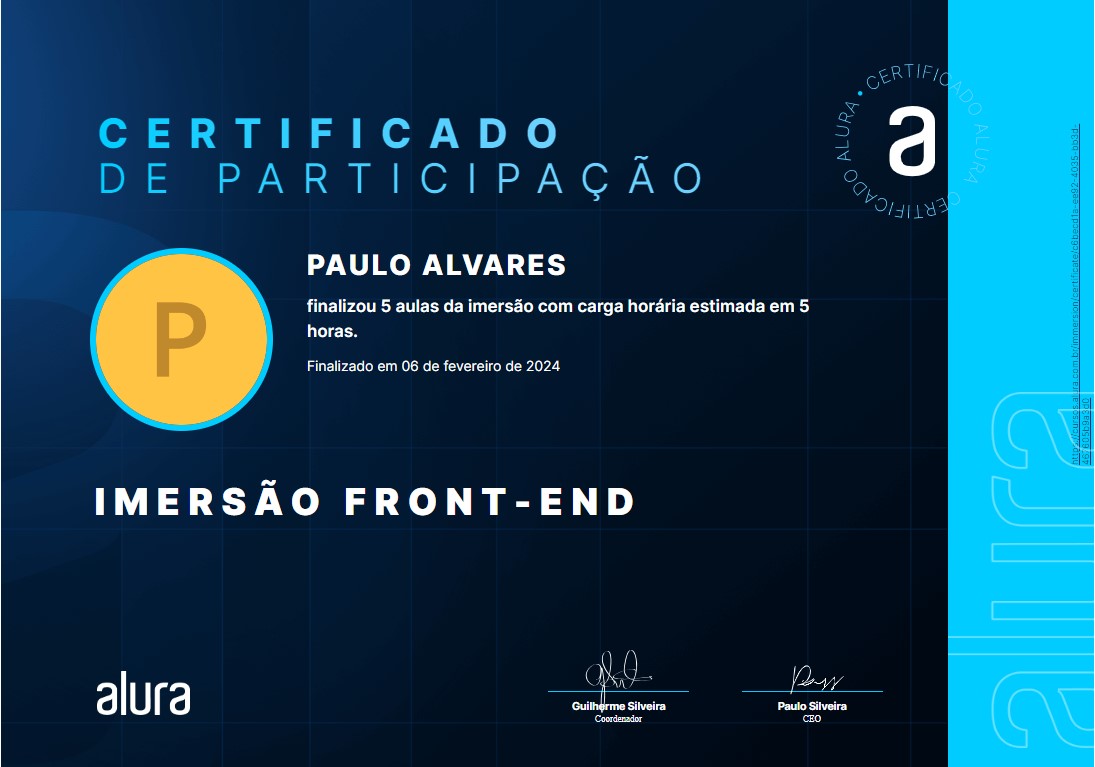 CERTIFICADO
DE PARTICIPAÇÃO
• CERTIFICADO ALURA CERTIFICADO ALURA
a
P
PAULO ALVARES
finalizou 5 aulas da imersão com carga horária estimada em 5
horas.
Finalizado em 06 de fevereiro de 2024
IMERSÃO FRONT-END
alura
Guilherme Silveira
Coordenador
Paulo Silveira
CEO
alura